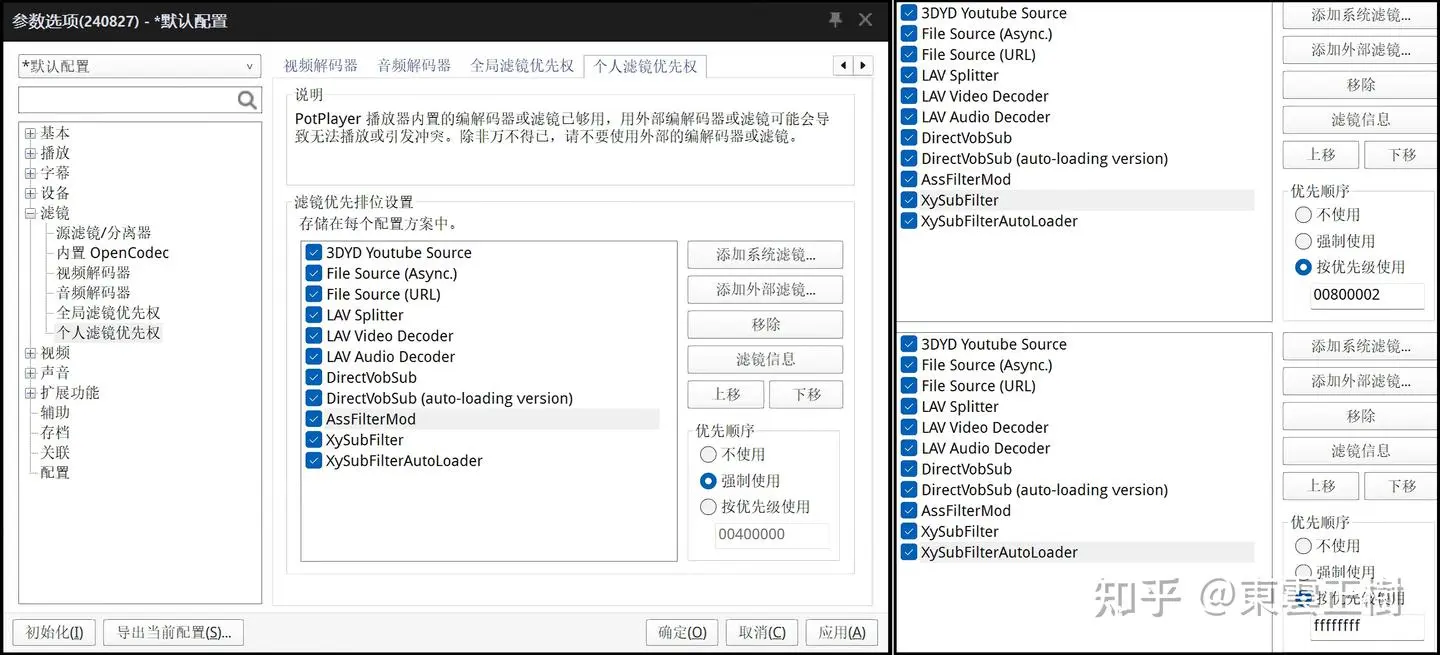 参数选项(240827) - *默认配置
*默认配置
基本
播放
字幕
设备
滤镜
源滤镜/分离器
内置 OpenCodec
视频解码器
音频解码器
全局滤镜优先权
个人滤镜优先权
视频
声音
扩展功能
辅助
存档
关联
配置
视频解码器 音频解码器 全局滤镜优先权 个人滤镜优先权
说明
PotPlayer 播放器内置的编解码器或滤镜已够用，用外部编解码器或滤镜可能会导
致无法播放或引发冲突。除非万不得已，请不要使用外部的编解码器或滤镜。
滤镜优先排位设置
存储在每个配置方案中。
3DYD Youtube Source
File Source (Async.)
File Source (URL)
LAV Splitter
LAV Video Decoder
LAV Audio Decoder
DirectVobSub
DirectVobSub (auto-loading version)
AssFilterMod
XySubFilter
XySubFilterAutoLoader
添加系统滤镜...
添加外部滤镜...
移除
滤镜信息
上移 下移
优先顺序
不使用
强制使用
按优先级使用
00400000
初始化(I) 导出当前配置(S)... 确定(O) 取消(C) 应用(A)
3DYD Youtube Source
File Source (Async.)
File Source (URL)
LAV Splitter
LAV Video Decoder
LAV Audio Decoder
DirectVobSub
DirectVobSub (auto-loading version)
AssFilterMod
XySubFilter
XySubFilterAutoLoader
添加系统滤镜...
添加外部滤镜...
移除
滤镜信息
上移 下移
优先顺序
不使用
强制使用
按优先级使用
00800002
3DYD Youtube Source
File Source (Async.)
File Source (URL)
LAV Splitter
LAV Video Decoder
LAV Audio Decoder
DirectVobSub
DirectVobSub (auto-loading version)
AssFilterMod
XySubFilter
XySubFilterAutoLoader
添加系统滤镜...
添加外部滤镜...
移除
滤镜信息
上移 下移
优先顺序
不使用
强制使用
按优先级使用
ffffffff
知乎 @東雲正樹